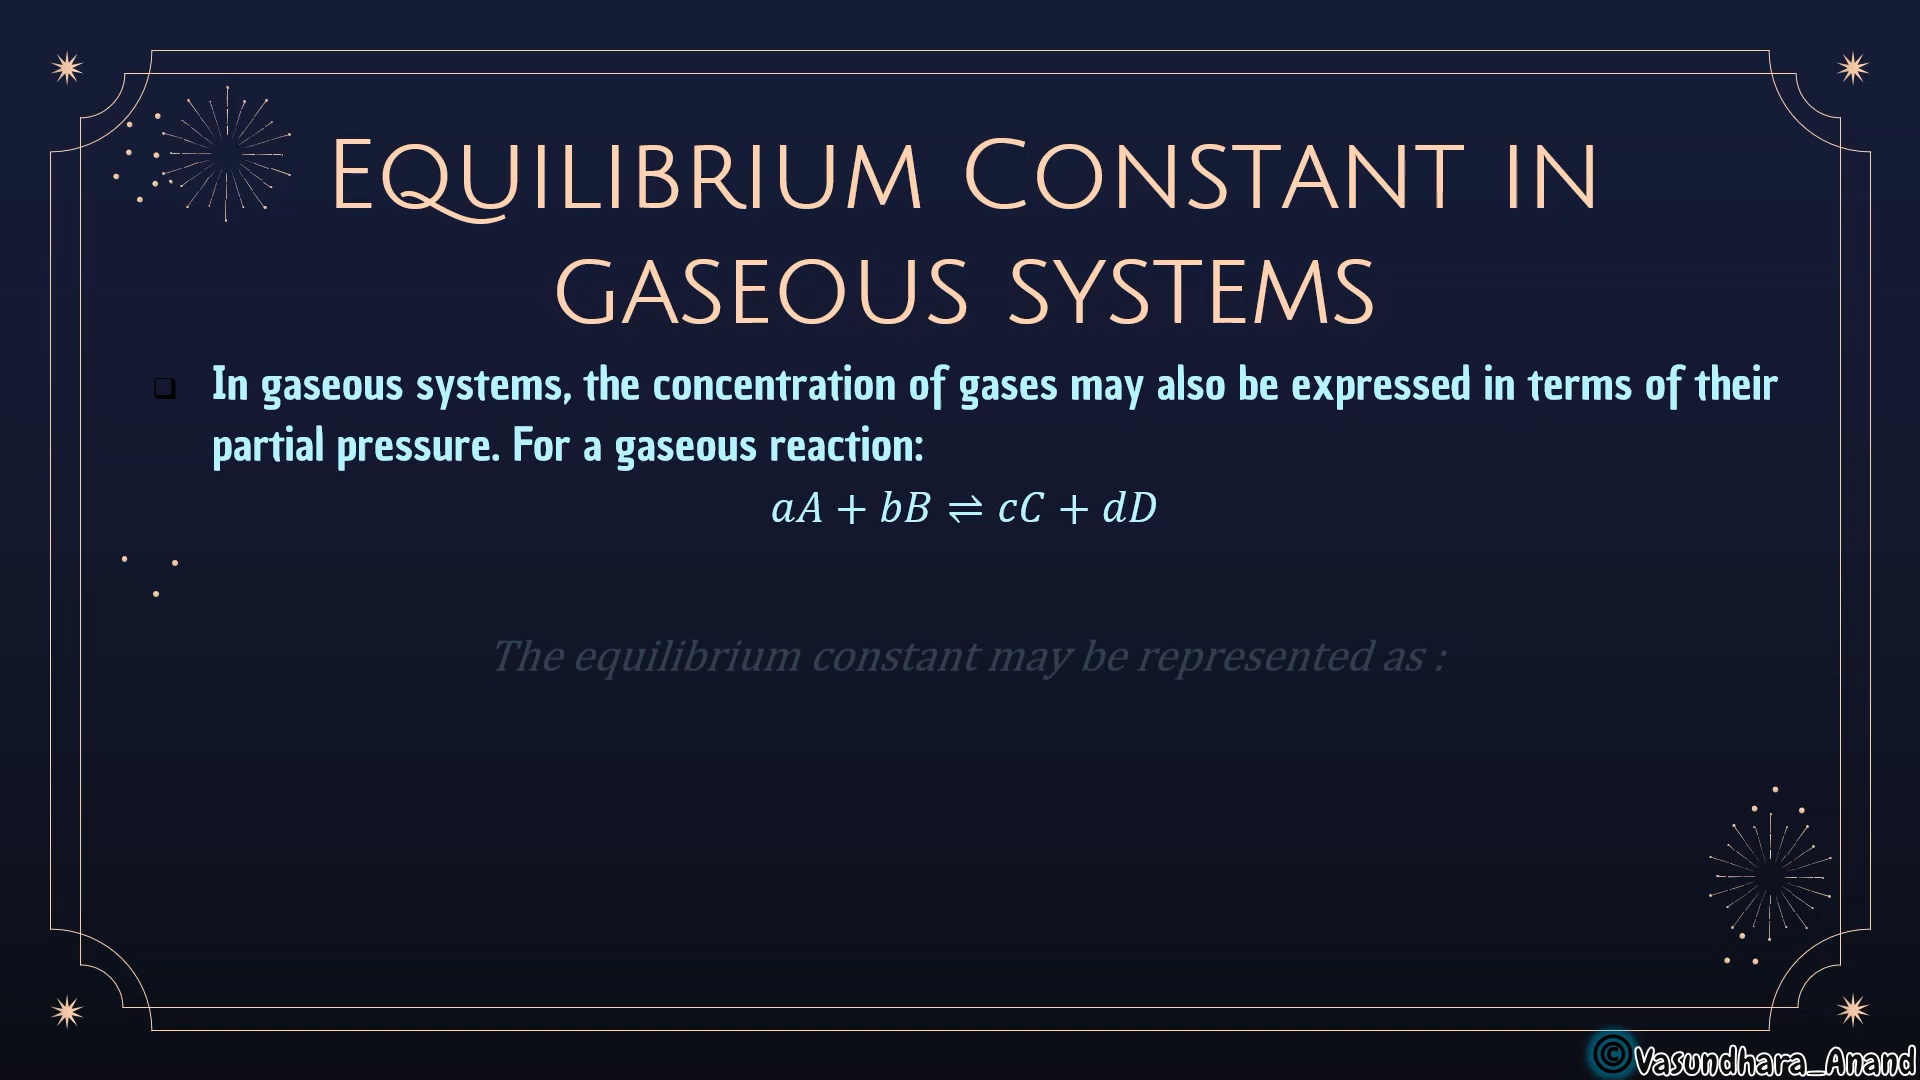 Equilibrium Constant in
gaseous systems
❑ In gaseous systems, the concentration of gases may also be expressed in terms of their
partial pressure. For a gaseous reaction:
aA + bB ⇌ cC + dD
The equilibrium constant may be represented as :
©Vasundhara_Anand